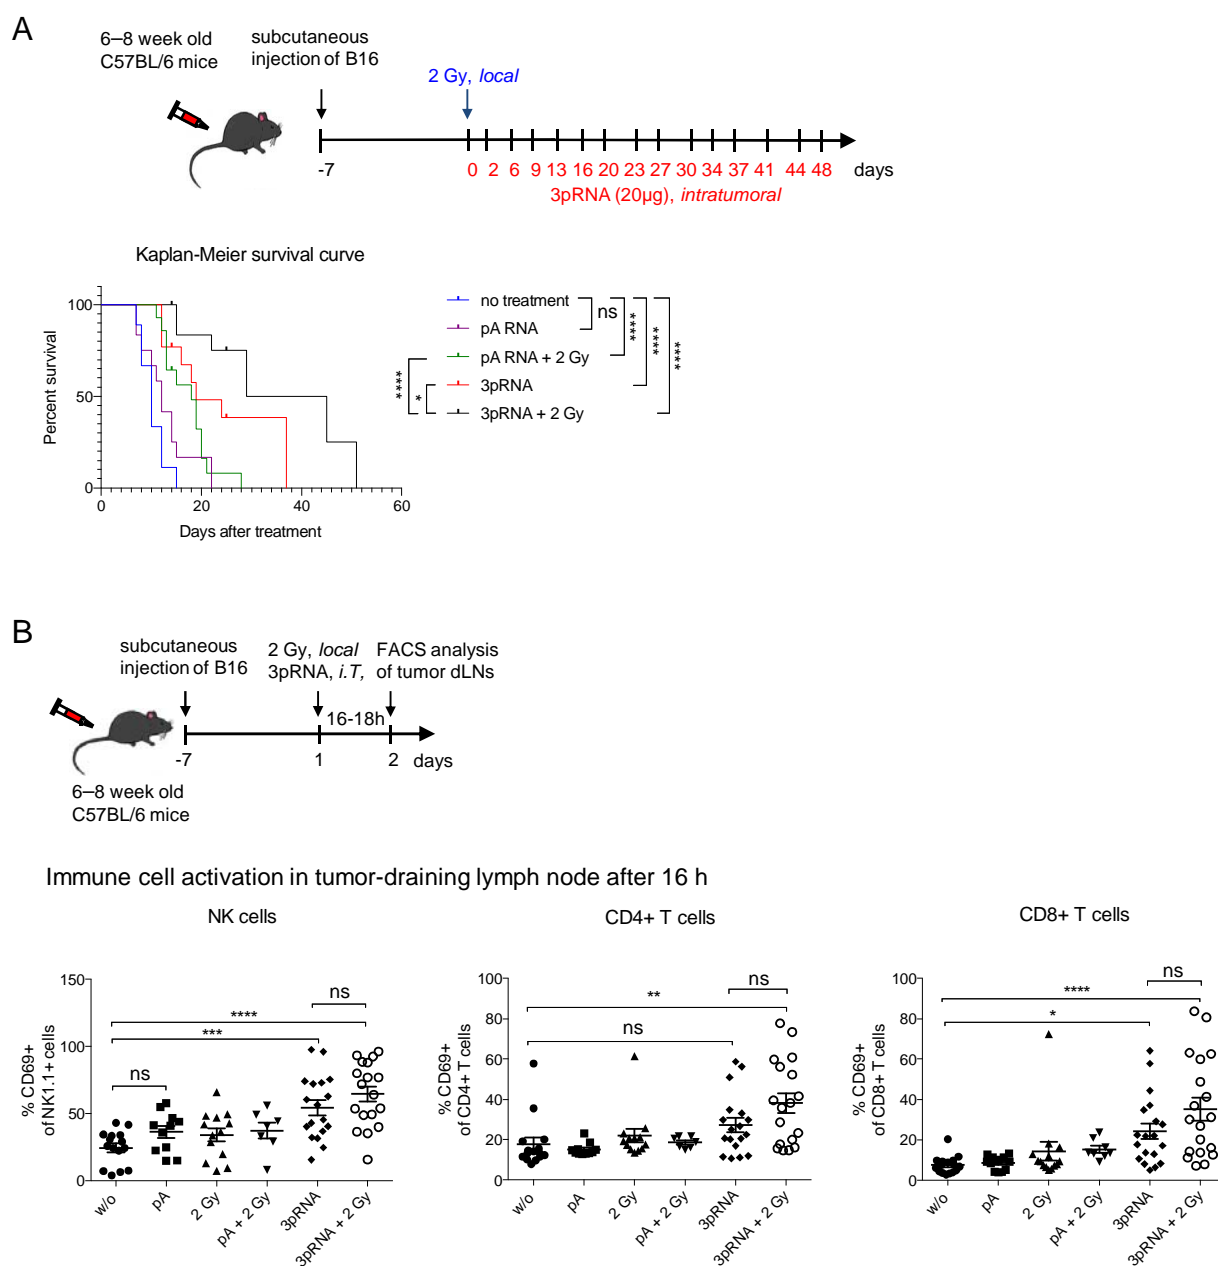 A
6–8 week old
C57BL/6 mice
subcutaneous
injection of B16
2 Gy, local
-7
0 2 6 9 13 16 20 23 27 30 34 37 41 44 48 days
3pRNA (20µg), intratumoral
Kaplan-Meier survival curve
Percent survival
100
50
0
0 20 40 60
Days after treatment
no treatment
pA RNA
pA RNA + 2 Gy
3pRNA
3pRNA + 2 Gy
ns
****
****
****
****
*
B
subcutaneous
injection of B16
2 Gy, local
3pRNA, i.T,
FACS analysis
of tumor dLNs
16-18h
-7 1 2 days
6–8 week old
C57BL/6 mice
Immune cell activation in tumor-draining lymph node after 16 h
NK cells
% CD69+
of NK1.1+ cells
150
100
50
0
ns
****
***
ns
w/o pA 2 Gy pA + 2 Gy 3pRNA 3pRNA + 2 Gy
CD4+ T cells
% CD69+
of CD4+ T cells
100
80
60
40
20
0
ns
**
ns
w/o pA 2 Gy pA + 2 Gy 3pRNA 3pRNA + 2 Gy
CD8+ T cells
% CD69+
of CD8+ T cells
100
80
60
40
20
0
ns
****
*
w/o pA 2 Gy pA + 2 Gy 3pRNA 3pRNA + 2 Gy